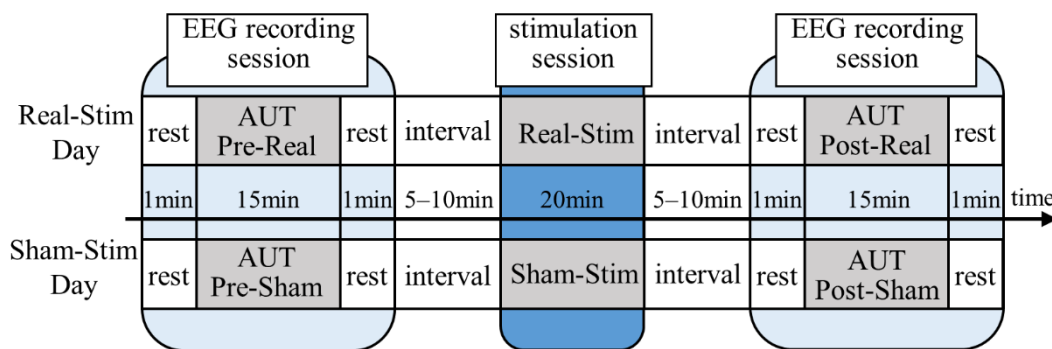 EEG recording
session
stimulation
session
EEG recording
session
Real-Stim
Day
rest
AUT
Pre-Real
rest
interval
Real-Stim
interval
rest
AUT
Post-Real
rest
1min
15min
1min
5–10min
20min
5–10min
1min
15min
1min
time
Sham-Stim
Day
rest
AUT
Pre-Sham
rest
interval
Sham-Stim
interval
rest
AUT
Post-Sham
rest